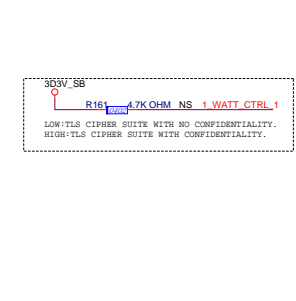 3D3V_SB
R161 4.7K OHM NS 1_WATT_CTRL_1
0402
LOW:TLS CIPHER SUITE WITH NO CONFIDENTIALITY.
HIGH:TLS CIPHER SUITE WITH CONFIDENTIALITY.